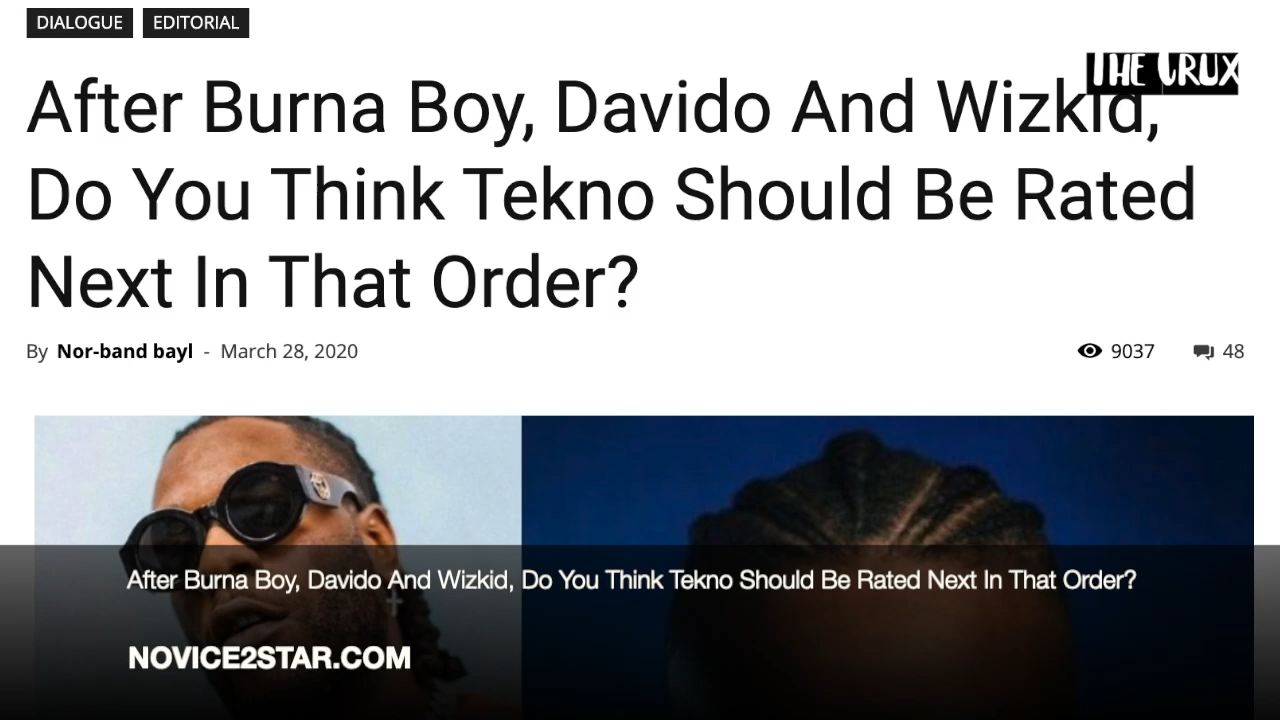 DIALOGUE EDITORIAL
THE CRUX
After Burna Boy, Davido And Wizkid,
Do You Think Tekno Should Be Rated
Next In That Order?
By Nor-band bayl - March 28, 2020 9037 48
After Burna Boy, Davido And Wizkid, Do You Think Tekno Should Be Rated Next In That Order?
NOVICE2STAR.COM